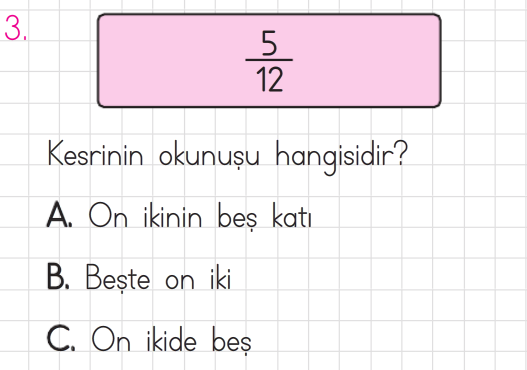 3.
5
12
Kesrinin okunuşu hangisidir?
A. On ikinin beş katı
B. Beşte on iki
C. On ikide beş